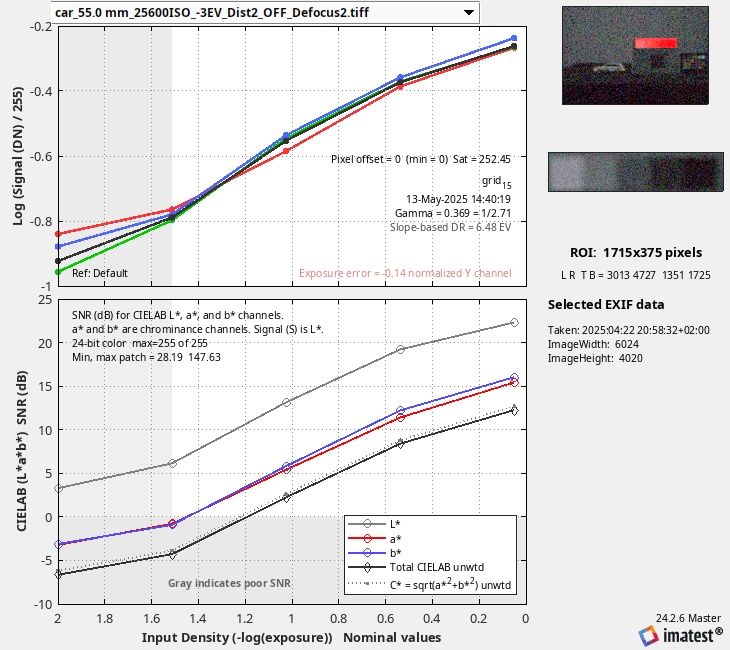 car_55.0 mm_25600ISO_-3EV_Dist2_OFF_Defocus2.tiff
-0.2
-0.4
-0.6
-0.8
-1
Log (Signal (DN) / 255)
Pixel offset = 0 (min = 0) Sat = 252.45
grid15
13-May-2025 14:40:19
Gamma = 0.369 = 1/2.71
Slope-based DR = 6.48 EV
Ref: Default
Exposure error = -0.14 normalized Y channel
ROI: 1715x375 pixels
L R T B = 3013 4727 1351 1725
Selected EXIF data
Taken: 2025:04:22 20:58:32+02:00
ImageWidth: 6024
ImageHeight: 4020
25
20
15
10
5
0
-5
-10
CIELAB (L*a*b*) SNR (dB)
SNR (dB) for CIELAB L*, a*, and b* channels.
a* and b* are chrominance channels. Signal (S) is L*.
24-bit color max=255 of 255
Min, max patch = 28.19 147.63
L*
a*
b*
Total CIELAB unwtd
C* = sqrt(a*2+b*2) unwtd
Gray indicates poor SNR
2 1.8 1.6 1.4 1.2 1 0.8 0.6 0.4 0.2 0
Input Density (-log(exposure)) Nominal values
24.2.6 Master
imatest®